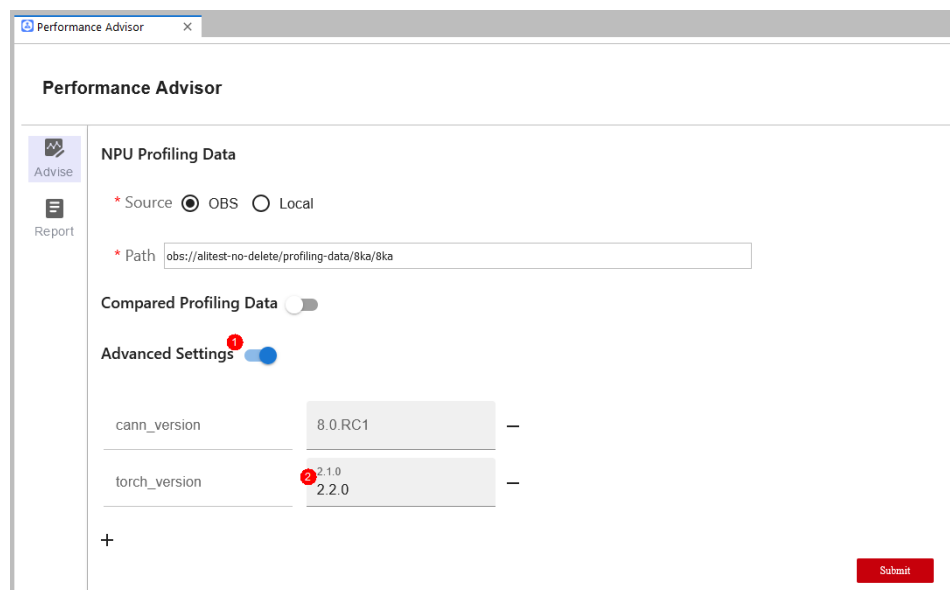 Performance Advisor ×
Performance Advisor
Advise
Report
NPU Profiling Data
* Source OBS Local
* Path obs://alitest-no-delete/profiling-data/8ka/8ka
Compared Profiling Data
Advanced Settings 1
cann_version 8.0.RC1 −
torch_version 2 2.1.0
2.2.0 −
+
Submit